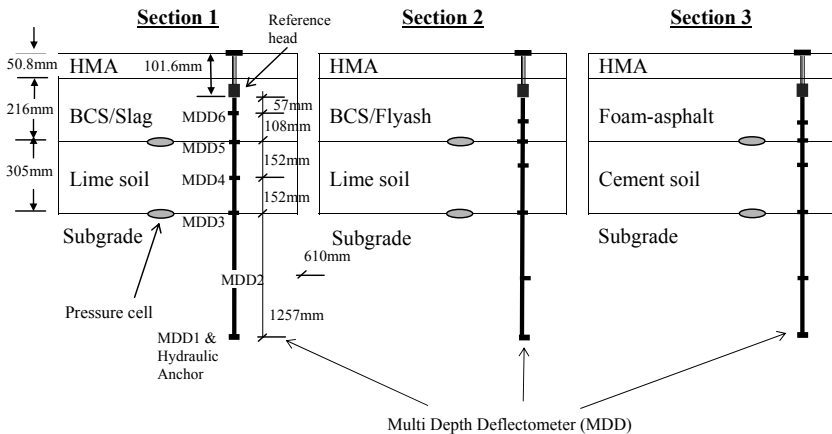 Section 1
Section 2
Section 3
Reference
head
50.8mm
HMA
101.6mm
HMA
HMA
216mm
BCS/Slag
MDD6
57mm
108mm
BCS/Flyash
Foam-asphalt
MDD5
305mm
Lime soil
MDD4
152mm
152mm
Lime soil
Cement soil
MDD3
Subgrade
Subgrade
Subgrade
610mm
MDD2
Pressure cell
1257mm
MDD1 &
Hydraulic
Anchor
Multi Depth Deflectometer (MDD)